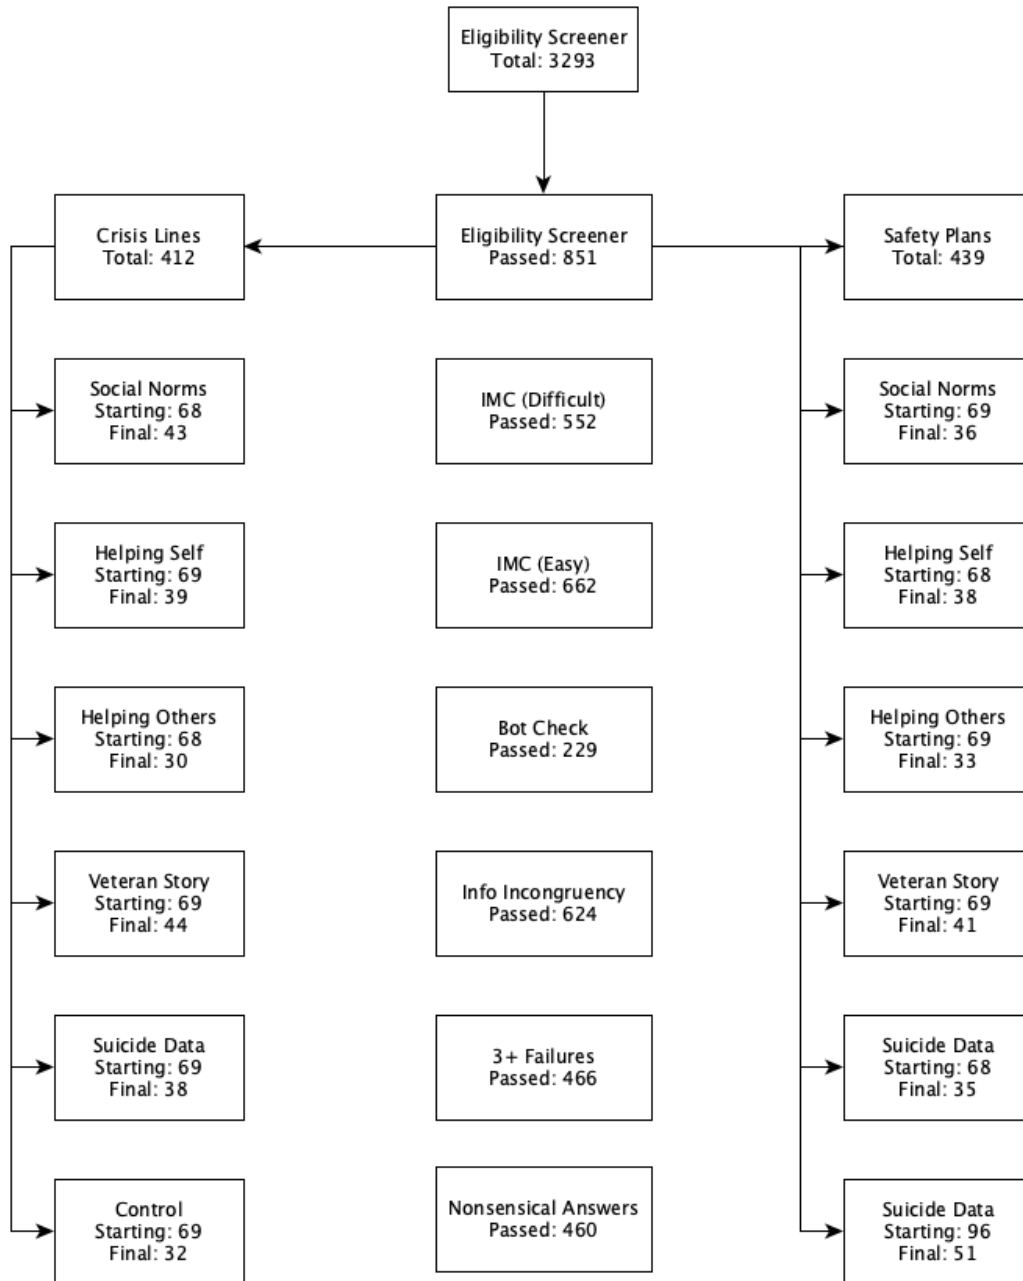 Eligibility Screener
Total: 3293
Crisis Lines
Total: 412
Eligibility Screener
Passed: 851
Safety Plans
Total: 439
Social Norms
Starting: 68
Final: 43
IMC (Difficult)
Passed: 552
Social Norms
Starting: 69
Final: 36
Helping Self
Starting: 69
Final: 39
IMC (Easy)
Passed: 662
Helping Self
Starting: 68
Final: 38
Helping Others
Starting: 68
Final: 30
Bot Check
Passed: 229
Helping Others
Starting: 69
Final: 33
Veteran Story
Starting: 69
Final: 44
Info Incongruency
Passed: 624
Veteran Story
Starting: 69
Final: 41
Suicide Data
Starting: 69
Final: 38
3+ Failures
Passed: 466
Suicide Data
Starting: 68
Final: 35
Control
Starting: 69
Final: 32
Nonsensical Answers
Passed: 460
Suicide Data
Starting: 96
Final: 51